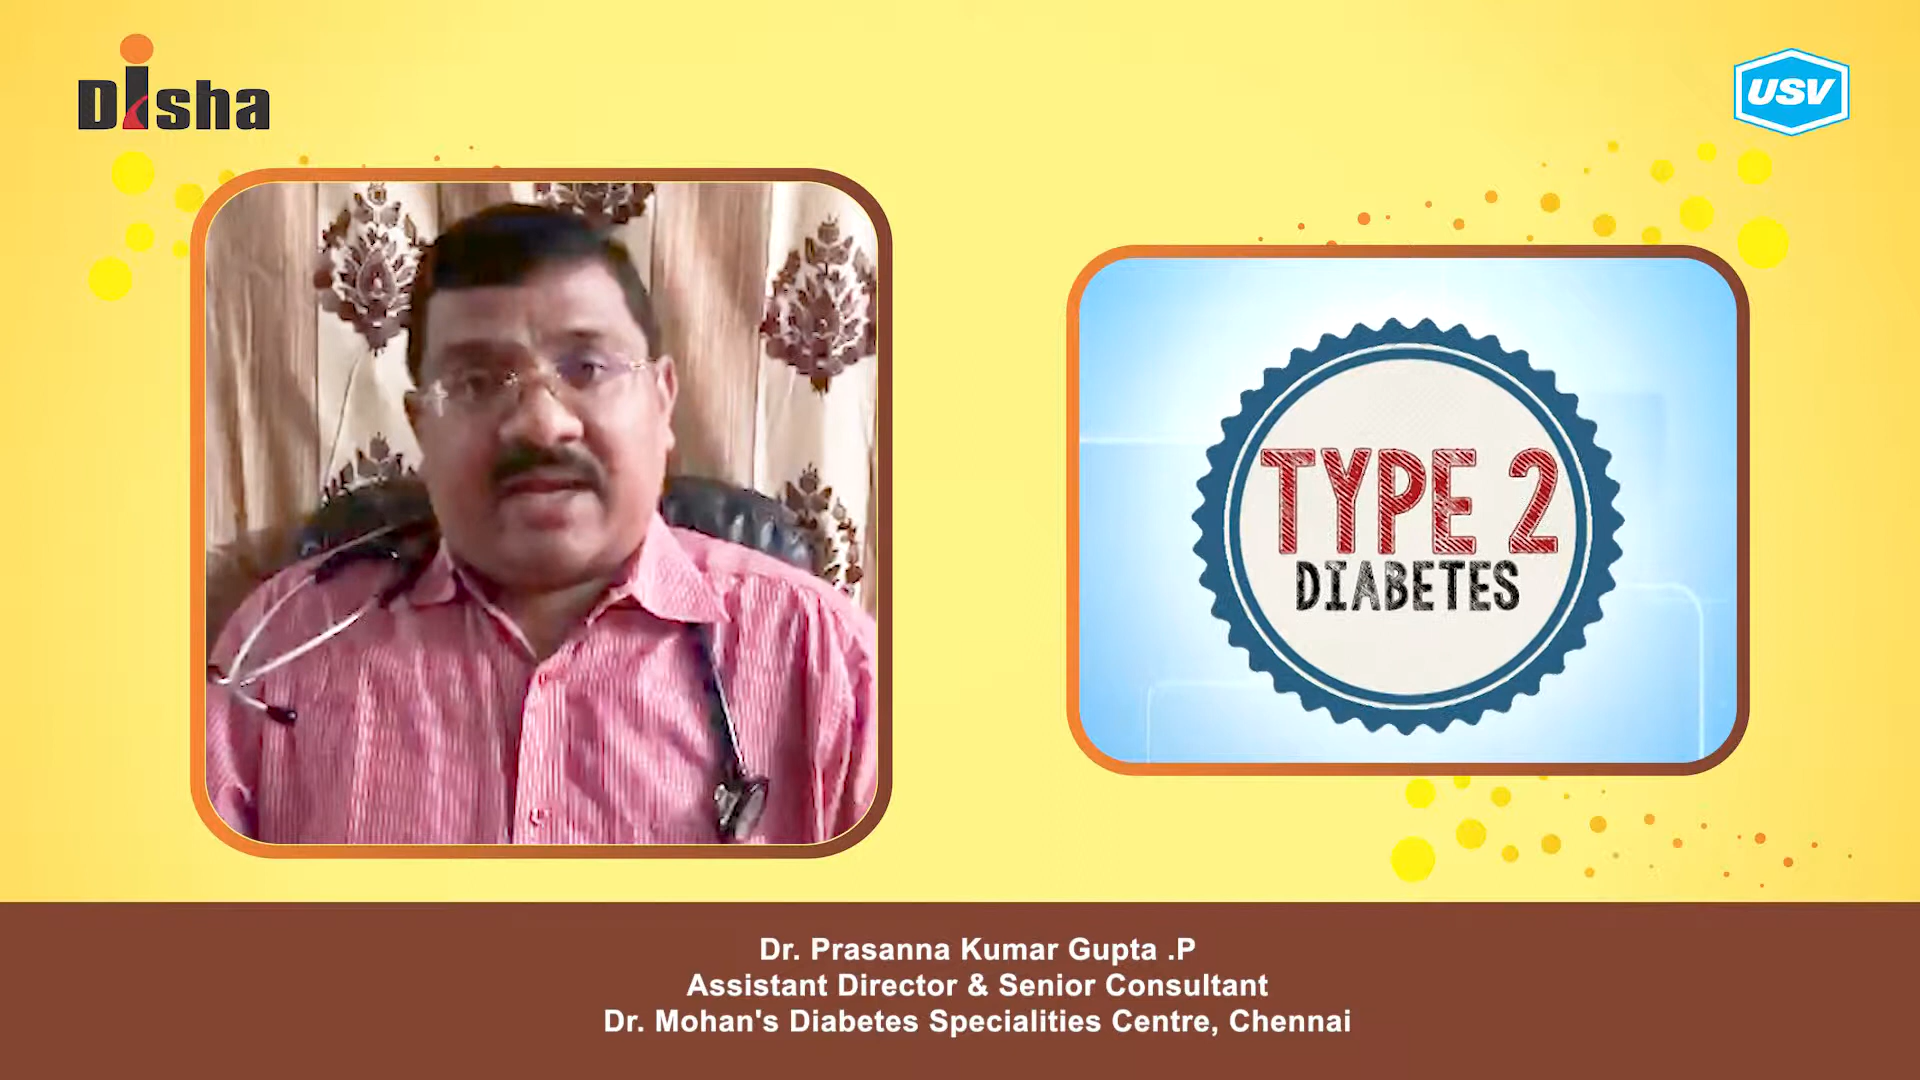 Disha
USV
TYPE 2
DIABETES
Dr. Prasanna Kumar Gupta .P
Assistant Director & Senior Consultant
Dr. Mohan's Diabetes Specialities Centre, Chennai